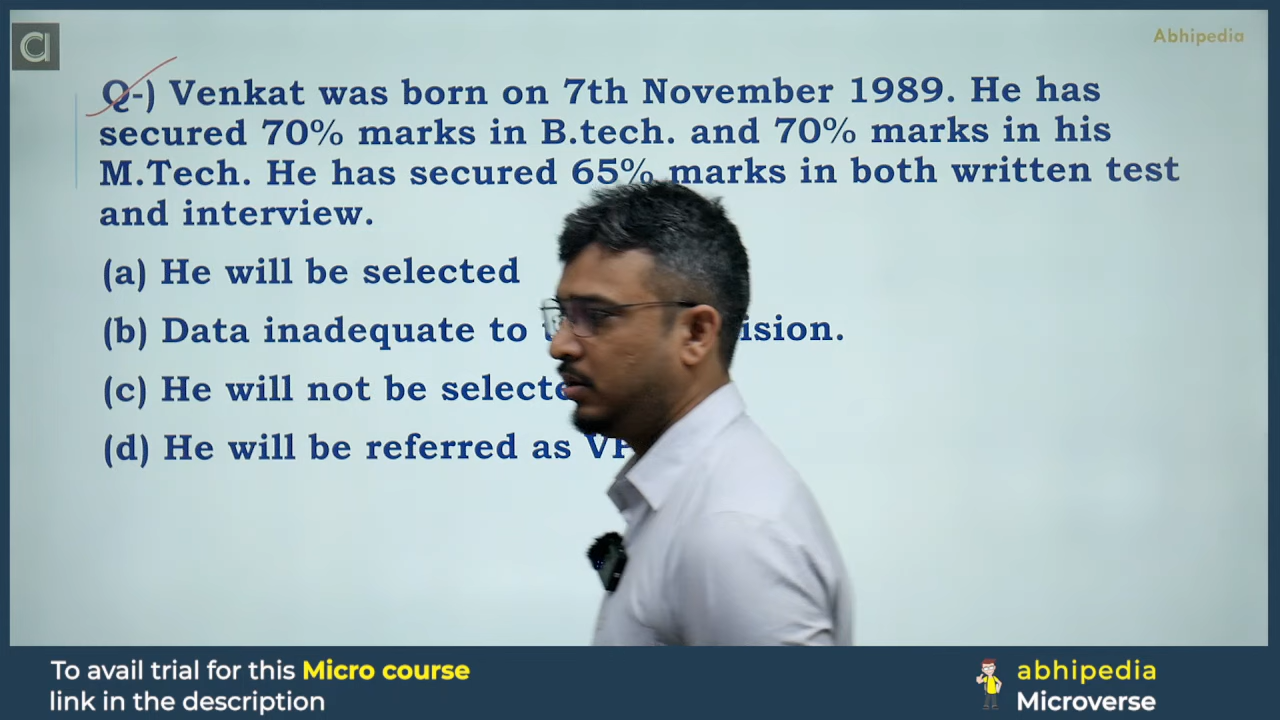 Abhipedia
Q-) Venkat was born on 7th November 1989. He has
secured 70% marks in B.tech. and 70% marks in his
M.Tech. He has secured 65% marks in both written test
and interview.
(a) He will be selected
(b) Data inadequate to
(c) He will not be
(d) He will be referred as
To avail trial for this Micro course
link in the description
abhipedia
Microverse